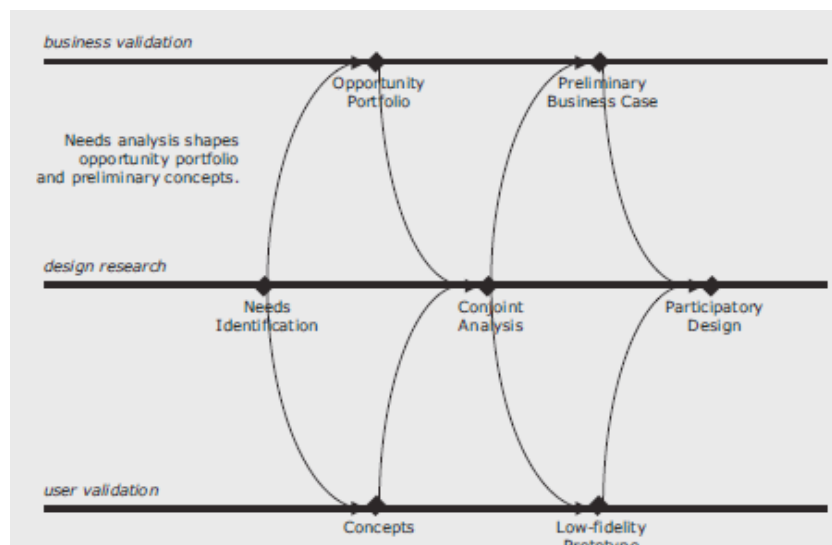 business validation
Opportunity
Portfolio
Preliminary
Business Case
Needs analysis shapes
opportunity portfolio
and preliminary concepts.
design research
Needs
Identification
Conjoint
Analysis
Participatory
Design
user validation
Concepts
Low-fidelity
Prototype